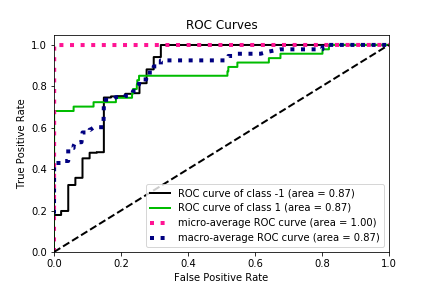 ROC Curves
1.0
0.8
0.6
0.4
0.2
0.0
True Positive Rate
ROC curve of class -1 (area = 0.87)
ROC curve of class 1 (area = 0.87)
micro-average ROC curve (area = 1.00)
macro-average ROC curve (area = 0.87)
0.0 0.2 0.4 0.6 0.8 1.0
False Positive Rate